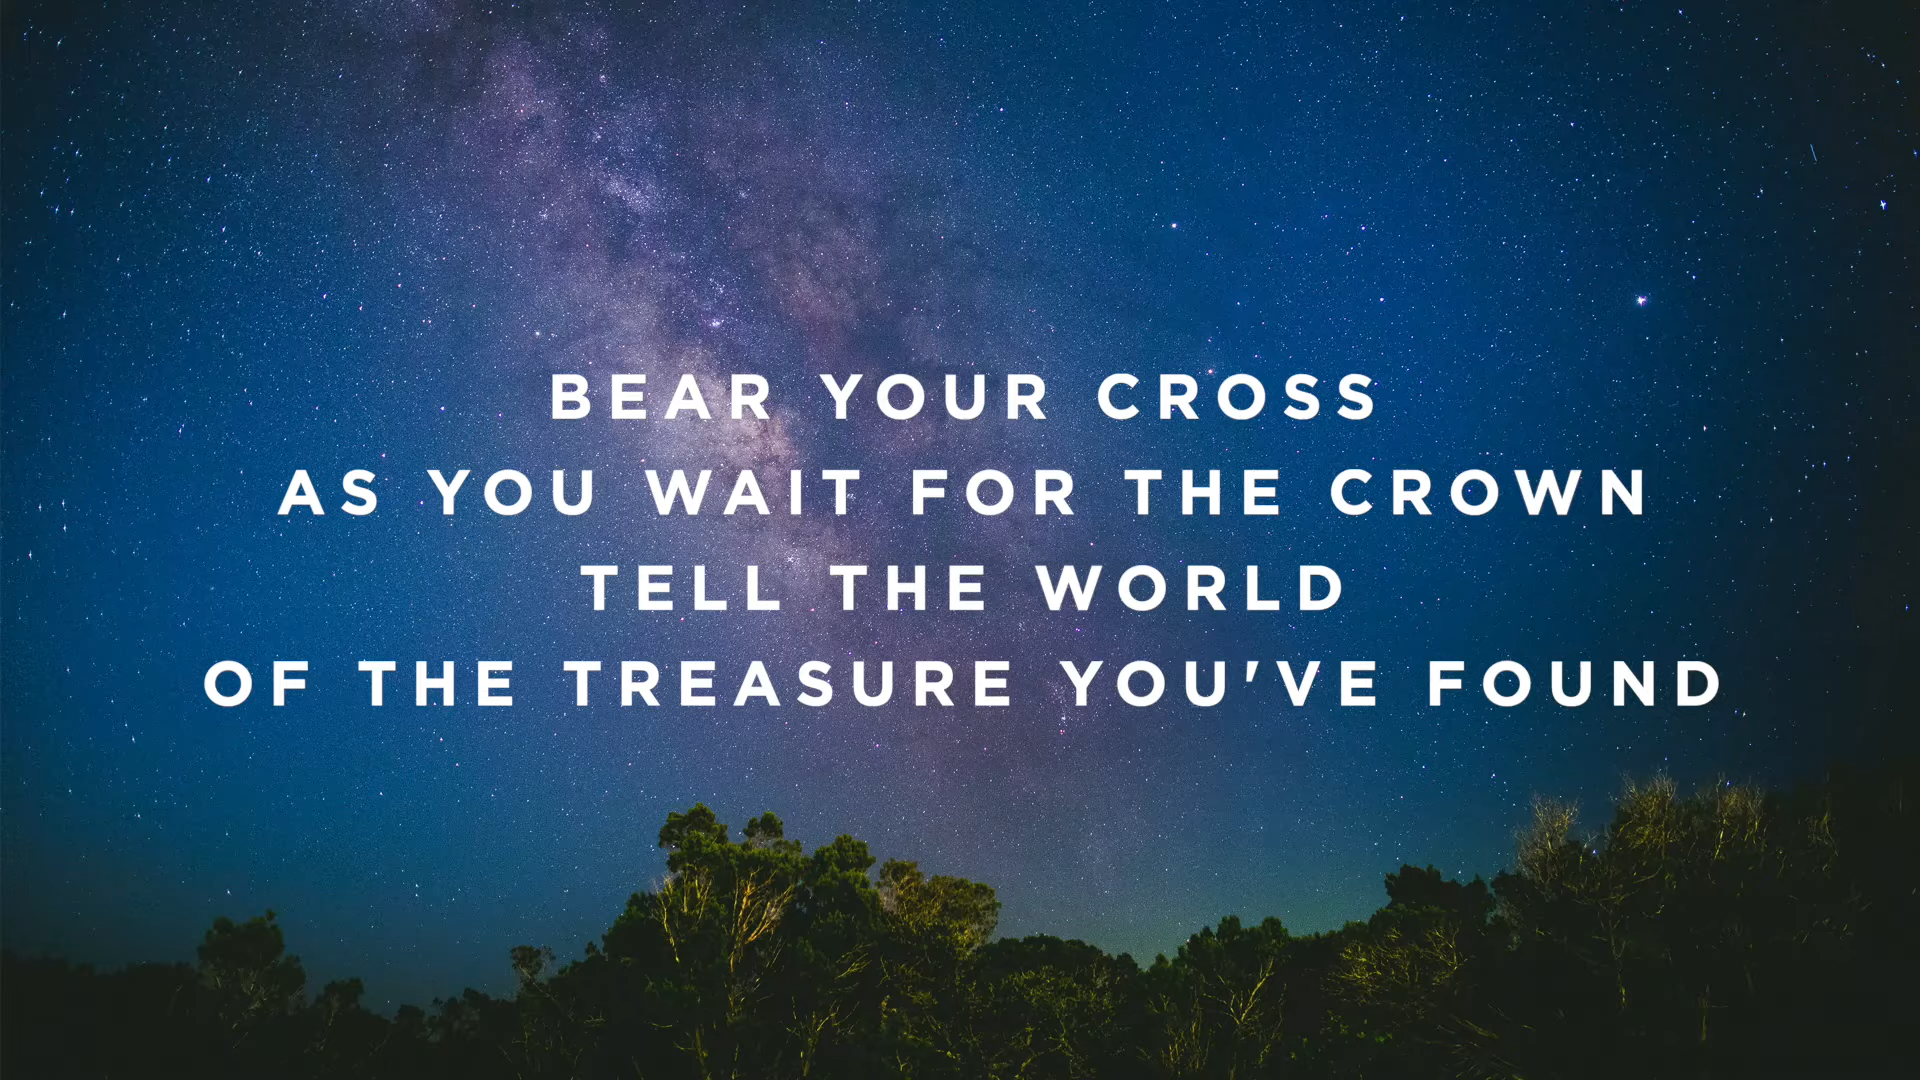 BEAR YOUR CROSS
AS YOU WAIT FOR THE CROWN
TELL THE WORLD
OF THE TREASURE YOU'VE FOUND